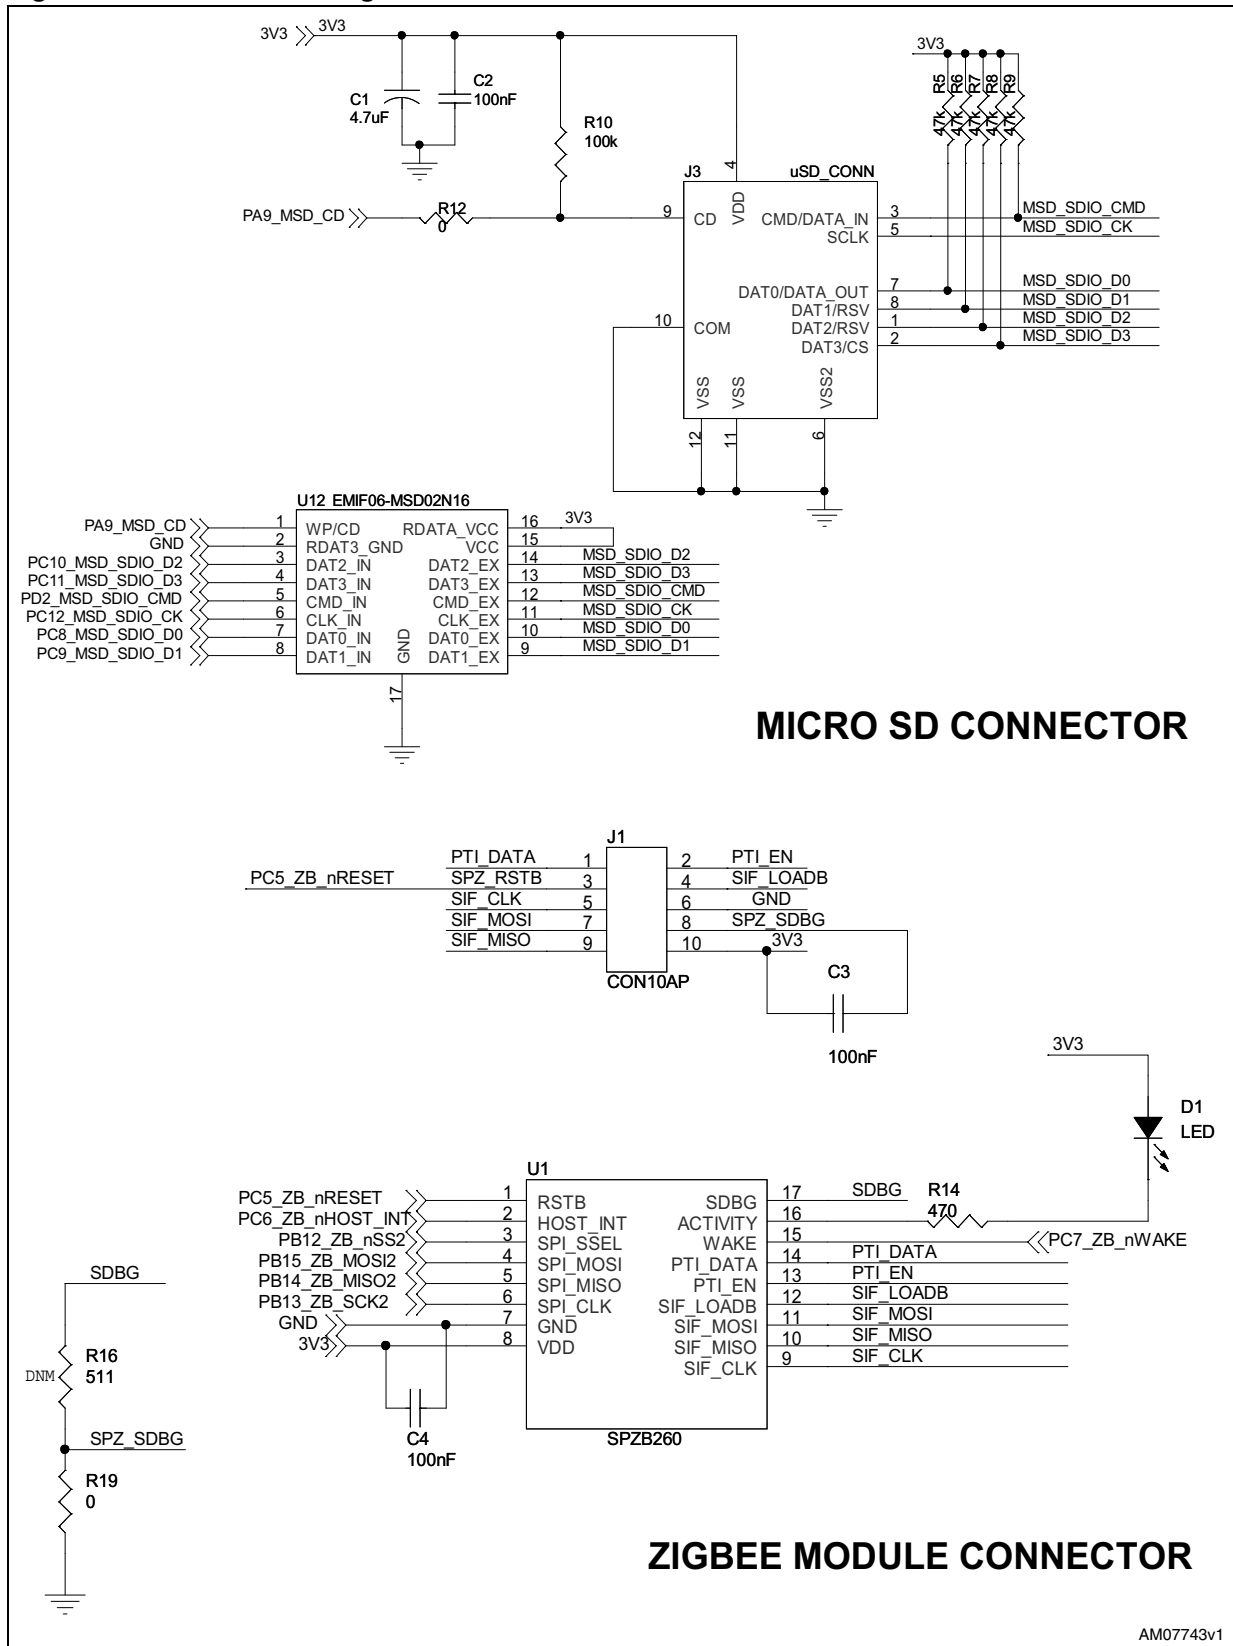 3V3 3V3
3V3
C1
4.7uF
C2
100nF
R10
100k
R5 R6 R7 R8 R9
47k 47k 47k 47k 47k
J3 uSD_CONN
4
VDD
PA9_MSD_CD R12 9 CD
0
CMD/DATA_IN 3 MSD_SDIO_CMD
SCLK 5 MSD_SDIO_CK
DAT0/DATA_OUT 7 MSD_SDIO_D0
DAT1/RSV 8 MSD_SDIO_D1
10 COM DAT2/RSV 1 MSD_SDIO_D2
DAT3/CS 2 MSD_SDIO_D3
VSS VSS VSS2
12 11 6
U12 EMIF06-MSD02N16
PA9_MSD_CD 1 WP/CD RDATA_VCC 16 3V3
GND 2 RDAT3_GND VCC 15
PC10_MSD_SDIO_D2 3 DAT2_IN DAT2_EX 14 MSD_SDIO_D2
PC11_MSD_SDIO_D3 4 DAT3_IN DAT3_EX 13 MSD_SDIO_D3
PD2_MSD_SDIO_CMD 5 CMD_IN CMD_EX 12 MSD_SDIO_CMD
PC12_MSD_SDIO_CK 6 CLK_IN CLK_EX 11 MSD_SDIO_CK
PC8_MSD_SDIO_D0 7 DAT0_IN DAT0_EX 10 MSD_SDIO_D0
PC9_MSD_SDIO_D1 8 DAT1_IN GND DAT1_EX 9 MSD_SDIO_D1
17
MICRO SD CONNECTOR
J1
PTI_DATA 1 2 PTI_EN
PC5_ZB_nRESET SPZ_RSTB 3 4 SIF_LOADB
SIF_CLK 5 6 GND
SIF_MOSI 7 8 SPZ_SDBG
SIF_MISO 9 10 3V3
CON10AP
C3
100nF
3V3
D1
LED
U1
PC5_ZB_nRESET 1 RSTB SDBG 17 SDBG
R14
470
PC6_ZB_nHOST_INT 2 HOST_INT ACTIVITY 16
PB12_ZB_nSS2 3 SPI_SSEL WAKE 15 PC7_ZB_nWAKE
PB15_ZB_MOSI2 4 SPI_MOSI PTI_DATA 14 PTI_DATA
PB14_ZB_MISO2 5 SPI_MISO PTI_EN 13 PTI_EN
PB13_ZB_SCK2 6 SPI_CLK SIF_LOADB 12 SIF_LOADB
GND 7 GND SIF_MOSI 11 SIF_MOSI
3V3 8 VDD SIF_MISO 10 SIF_MISO
SIF_CLK 9 SIF_CLK
SPZB260
C4
100nF
SDBG
R16
DNM 511
SPZ_SDBG
R19
0
ZIGBEE MODULE CONNECTOR
AM07743v1